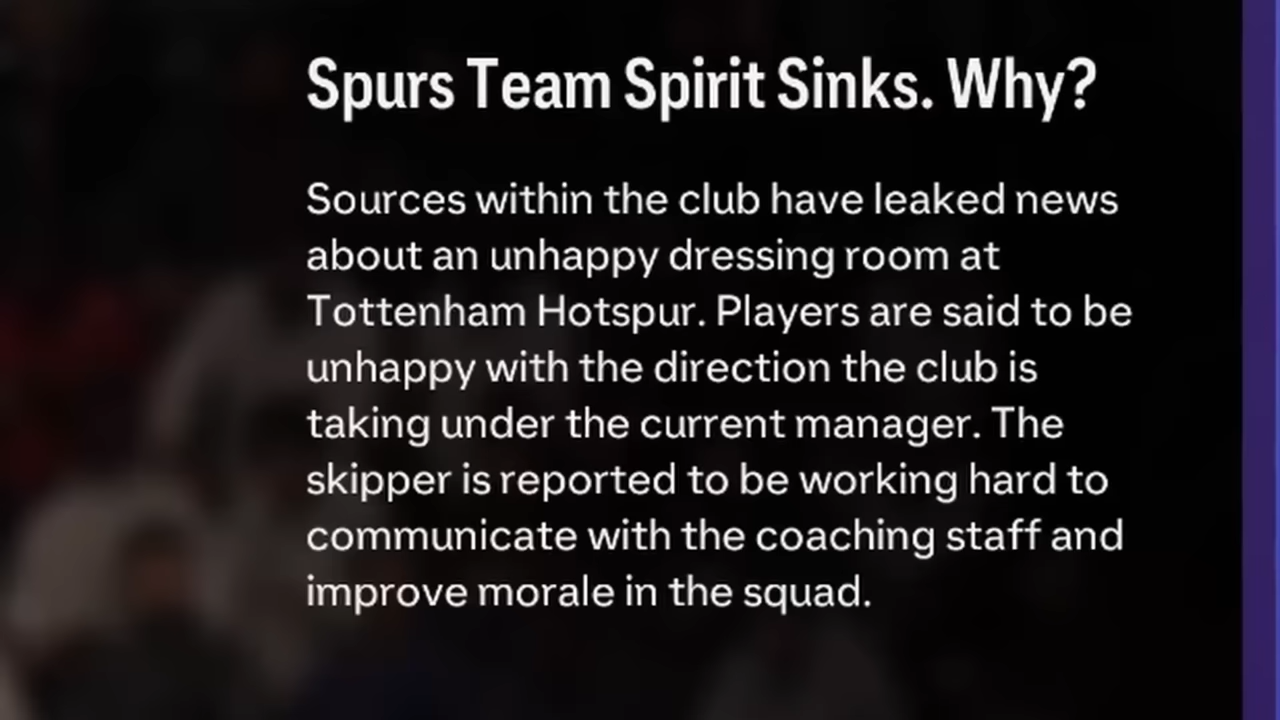 Spurs Team Spirit Sinks. Why?
Sources within the club have leaked news
about an unhappy dressing room at
Tottenham Hotspur. Players are said to be
unhappy with the direction the club is
taking under the current manager. The
skipper is reported to be working hard to
communicate with the coaching staff and
improve morale in the squad.